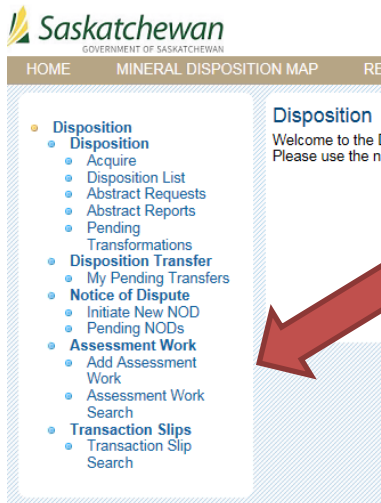 Saskatchewan
GOVERNMENT OF SASKATCHEWAN
HOME MINERAL DISPOSITION MAP
Disposition
Welcome to the
Please use the
Disposition
Disposition
Acquire
Disposition List
Abstract Requests
Abstract Reports
Pending
Transformations
Disposition Transfer
My Pending Transfers
Notice of Dispute
Initiate New NOD
Pending NODs
Assessment Work
Add Assessment
Work
Assessment Work
Search
Transaction Slips
Transaction Slip
Search